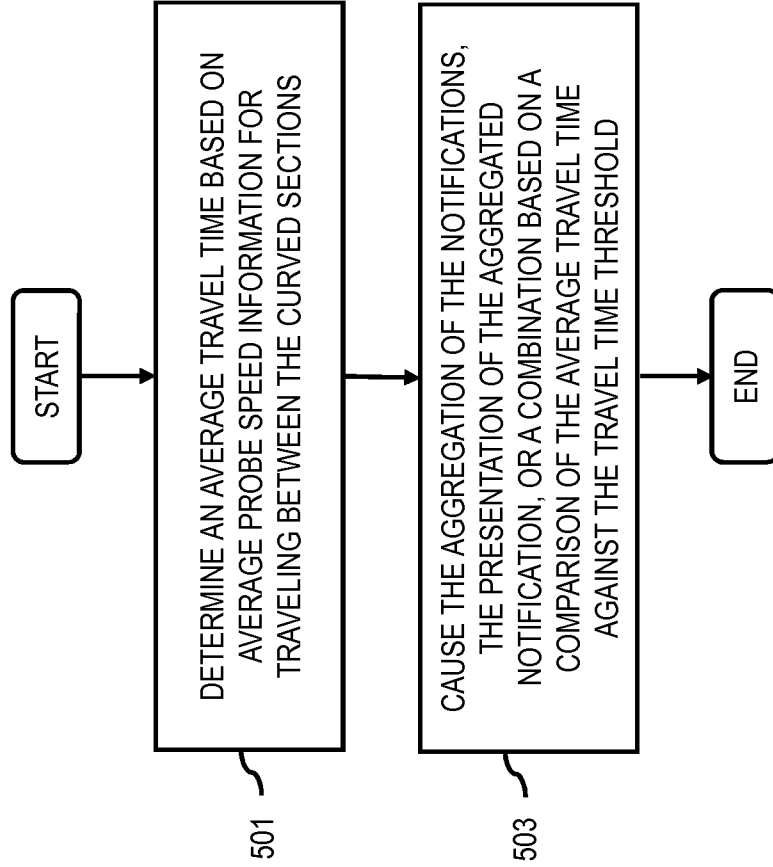 START
501
DETERMINE AN AVERAGE TRAVEL TIME BASED ON
AVERAGE PROBE SPEED INFORMATION FOR
TRAVELING BETWEEN THE CURVED SECTIONS
503
CAUSE THE AGGREGATION OF THE NOTIFICATIONS,
THE PRESENTATION OF THE AGGREGATED
NOTIFICATION, OR A COMBINATION BASED ON A
COMPARISON OF THE AVERAGE TRAVEL TIME
AGAINST THE TRAVEL TIME THRESHOLD
END